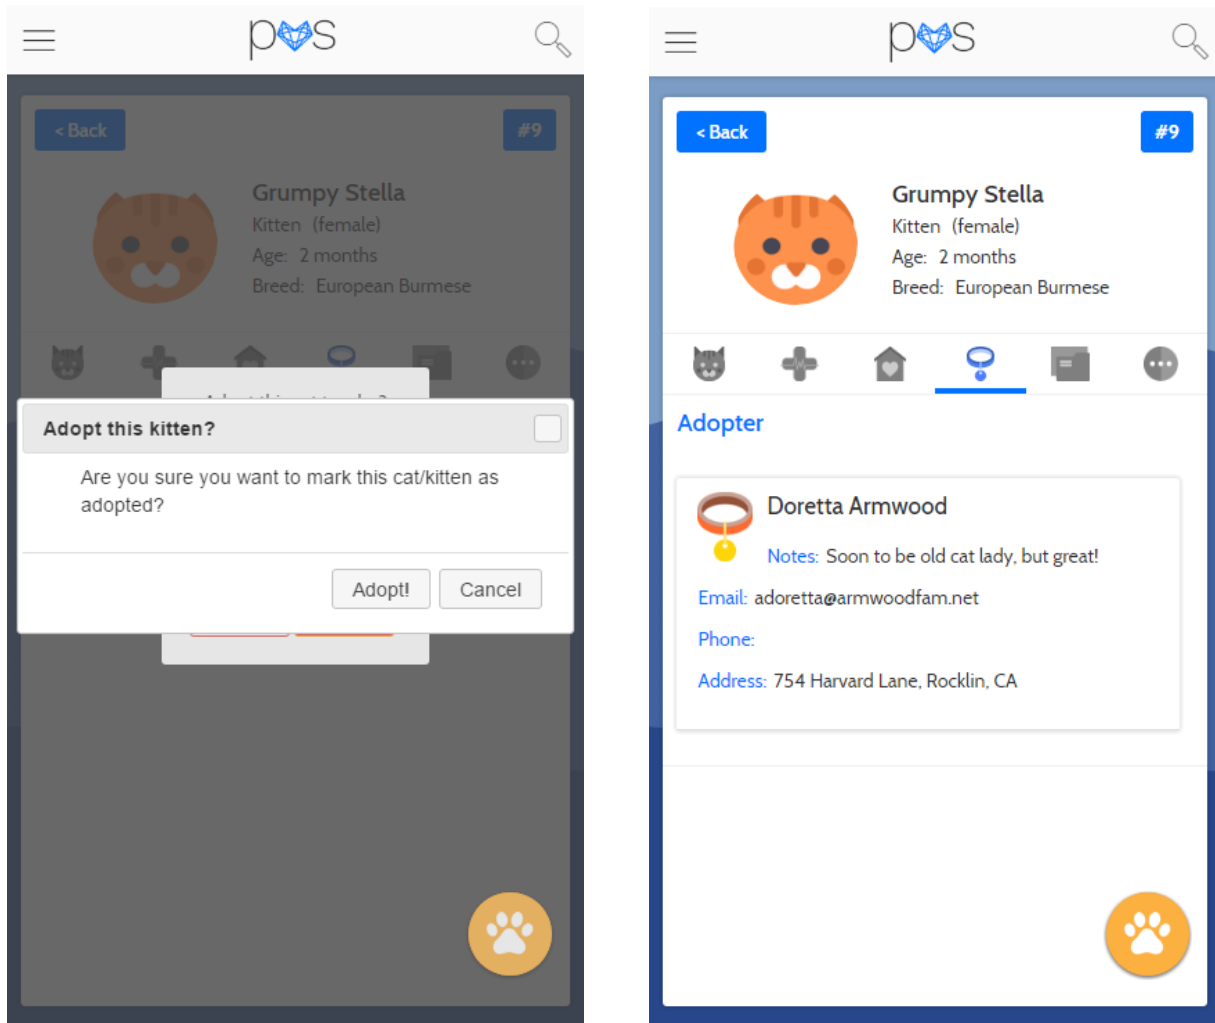 p s
< Back
#9
Grumpy Stella
Kitten (female)
Age: 2 months
Breed: European Burmese
Adopt this kitten?
Are you sure you want to mark this cat/kitten as
adopted?
Adopt!
Cancel
p s
< Back
#9
Grumpy Stella
Kitten (female)
Age: 2 months
Breed: European Burmese
Adopter
Doretta Armwood
Notes: Soon to be old cat lady, but great!
Email: adoretta@armwoodfam.net
Phone:
Address: 754 Harvard Lane, Rocklin, CA